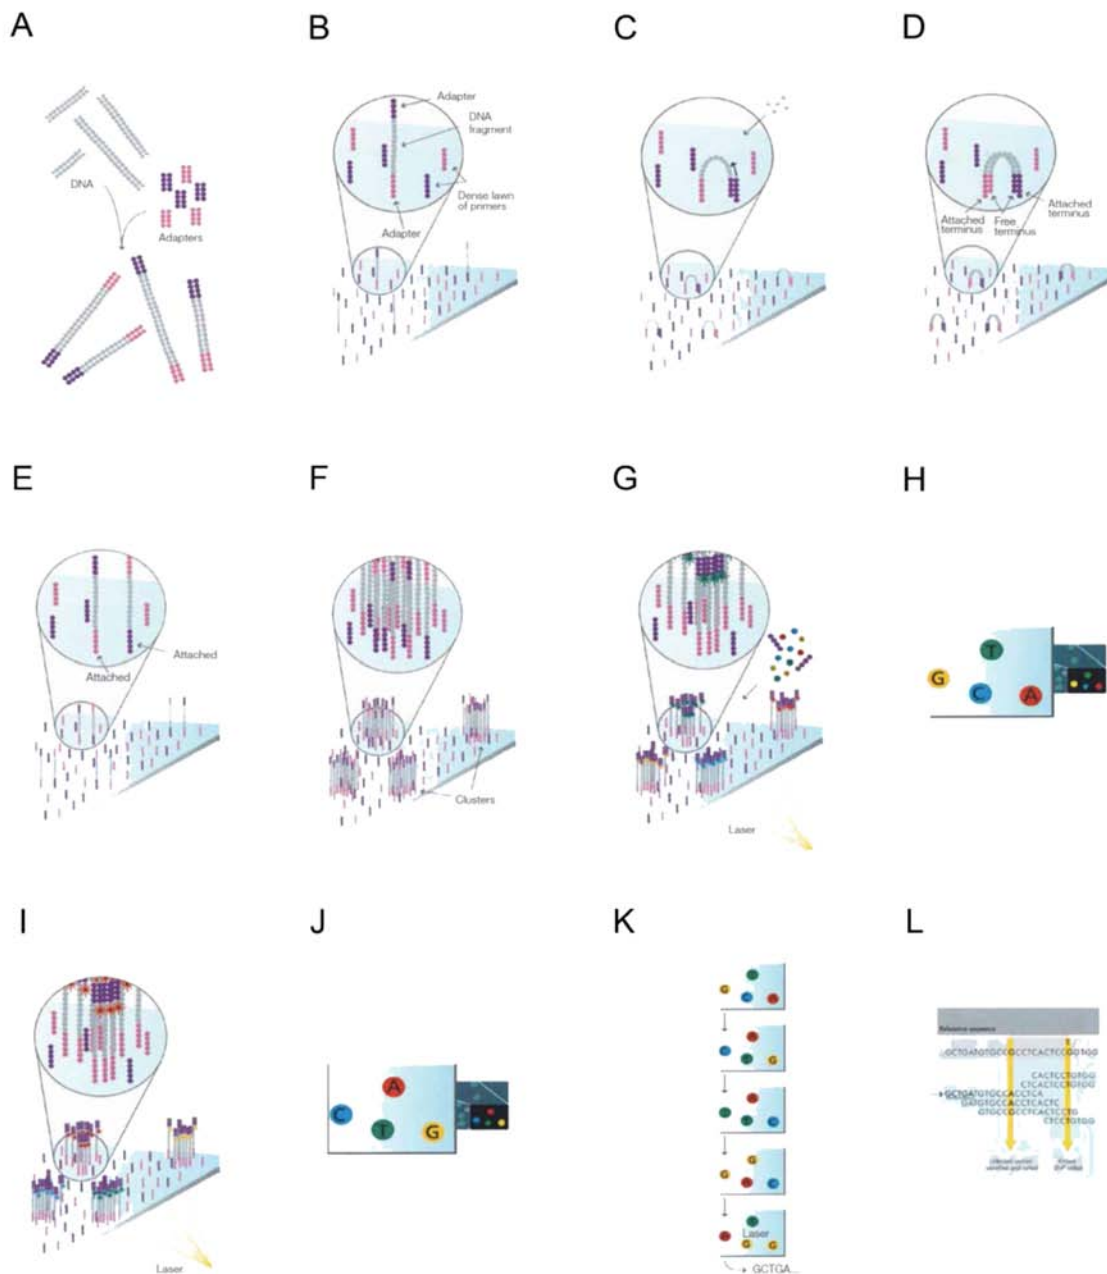 A
B
C
D
DNA
Adapters
Adapter
DNA
fragment
Dense lawn
of primers
Adapter
Attached
terminus
Free
terminus
Attached
terminus
E
F
G
H
Attached
Attached
Clusters
Laser
T
G
C
A
I
J
K
L
Laser
A
C
T
G
G
C
G
T
C
G
Laser
G
G
GCTGA...
Reference sequence
GCTGATGTGCCGCCTCACTCCGGTGG
CACTCCTGTGG
CTCACTCCTGTGG
GCTGATGTGCCACCTCA
GATGTGCCACCTCACTC
GTGCCGCCTCACTCCTG
CTCCTGTGG